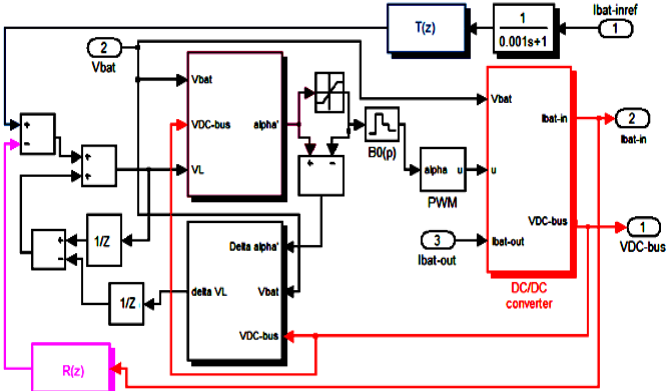 Ibat-inref
1
1
0.001s+1
T(z)
2
Vbat
Vbat
VDC-bus
alpha'
VL
+
-
+
+
+
-
B0(p)
alpha u
PWM
Vbat
Ibat-in
u
VDC-bus
Ibat-out
DC/DC
converter
2
Ibat-in
1
VDC-bus
3
Ibat-out
+
-
1/Z
1/Z
Delta alpha'
delta VL
Vbat
VDC-bus
R(z)